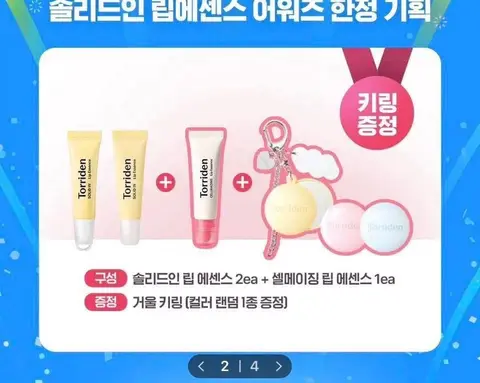 솔리드인 립에센스 어워즈 한정 기획
키링
증정
Torriden
Torriden
Torriden
+
+
Torriden
Torriden
구성 솔리드인 립 에센스 2ea + 셀메이징 립 에센스 1ea
증정 거울 키링 (컬러 랜덤 1종 증정)
< 2 | 4 >